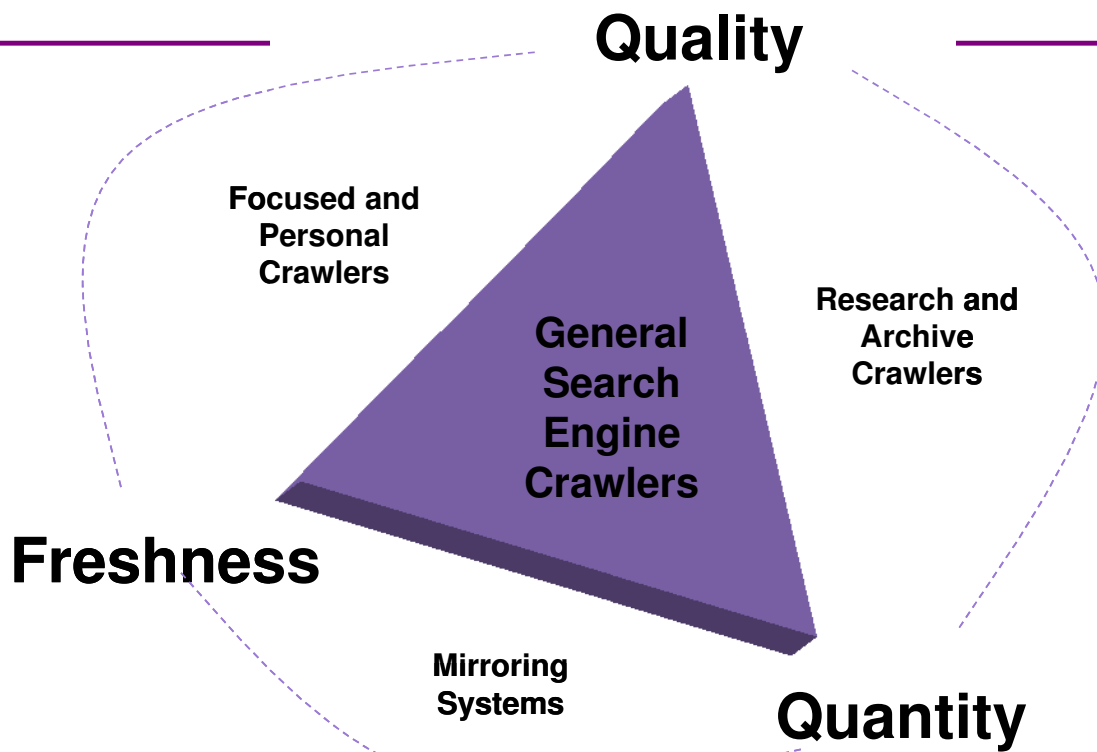 Quality
Focused and
Personal
Crawlers
Research and
Archive
Crawlers
General
Search
Engine
Crawlers
Freshness
Mirroring
Systems
Quantity